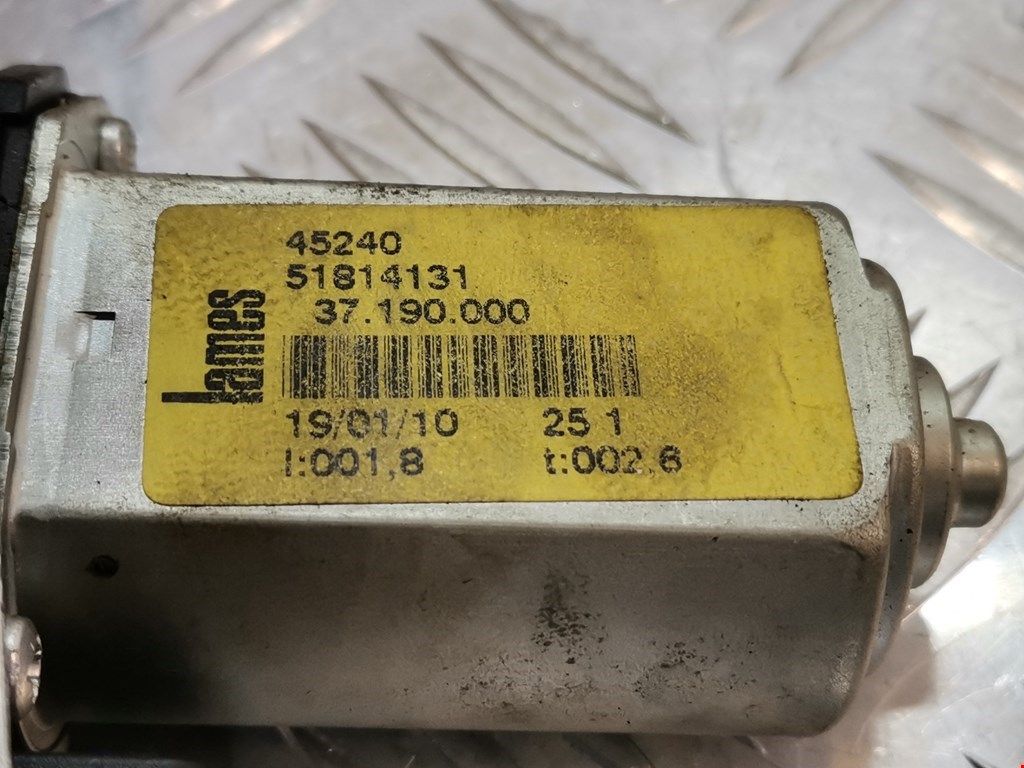 lames
45240
51814131
37.190.000
19/01/10 25 1
I:001,8 t:002,6